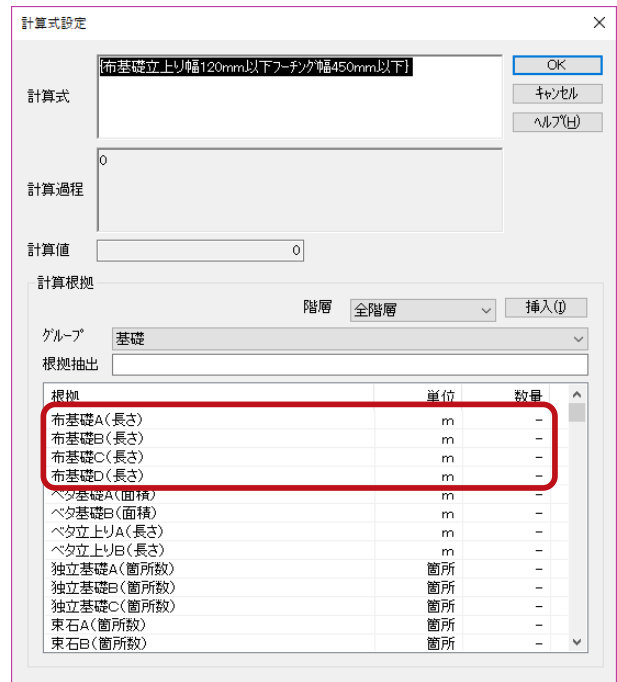 計算式設定
計算式
{布基礎立上り幅120mm以下フーチング幅450mm以下}
OK
キャンセル
ヘルプ(H)
計算過程
0
計算値
0
計算根拠
階層
全階層
挿入(I)
グループ
基礎
根拠抽出
根拠 単位 数量
布基礎A(長さ) m -
布基礎B(長さ) m -
布基礎C(長さ) m -
布基礎D(長さ) m -
ベタ基礎A(面積) m -
ベタ基礎B(面積) m -
ベタ立上りA(長さ) m -
ベタ立上りB(長さ) m -
独立基礎A(箇所数) 箇所 -
独立基礎B(箇所数) 箇所 -
独立基礎C(箇所数) 箇所 -
束石A(箇所数) 箇所 -
束石B(箇所数) 箇所 -